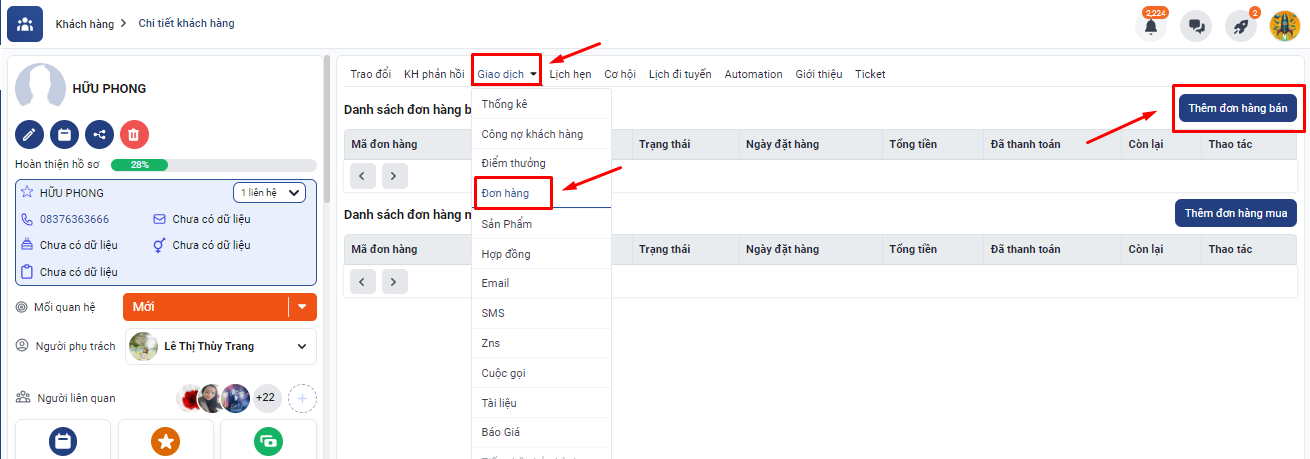 Khách hàng
Chi tiết khách hàng
2,224
2
HỮU PHONG
Hoàn thiện hồ sơ
28%
HỮU PHONG
1 liên hệ
08376363666
Chưa có dữ liệu
Chưa có dữ liệu
Chưa có dữ liệu
Chưa có dữ liệu
Mối quan hệ
Mới
Người phụ trách
Lê Thị Thùy Trang
Người liên quan
+22
Trao đổi KH phản hồi Giao dịch Lịch hẹn Cơ hội Lịch đi tuyến Automation Giới thiệu Ticket
Thống kê
Công nợ khách hàng
Điểm thưởng
Đơn hàng
Sản Phẩm
Hợp đồng
Email
SMS
Zns
Cuộc gọi
Tài liệu
Báo Giá
Danh sách đơn hàng b
Thêm đơn hàng bán
Mã đơn hàng Trạng thái Ngày đặt hàng Tổng tiền Đã thanh toán Còn lại Thao tác
Danh sách đơn hàng m
Thêm đơn hàng mua
Mã đơn hàng Trạng thái Ngày đặt hàng Tổng tiền Đã thanh toán Còn lại Thao tác